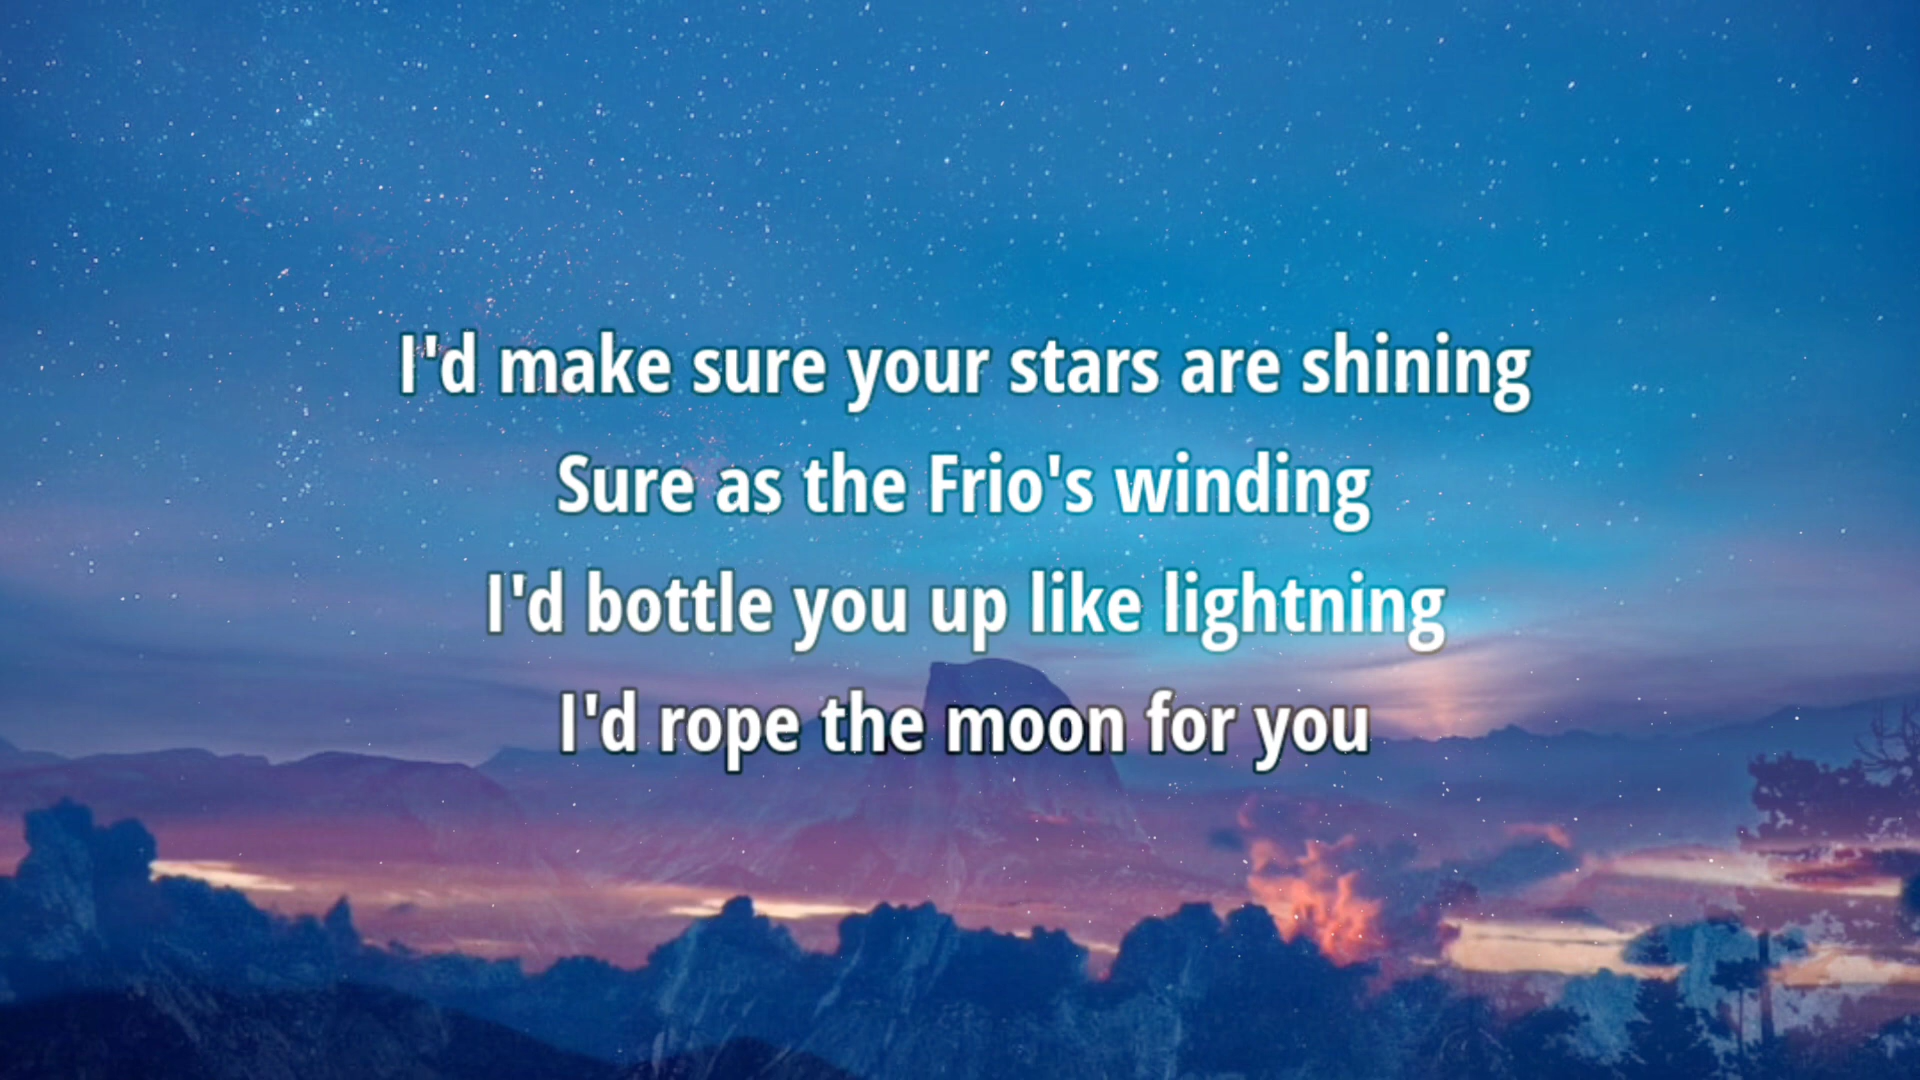 I'd make sure your stars are shining
Sure as the Frio's winding
I'd bottle you up like lightning
I'd rope the moon for you